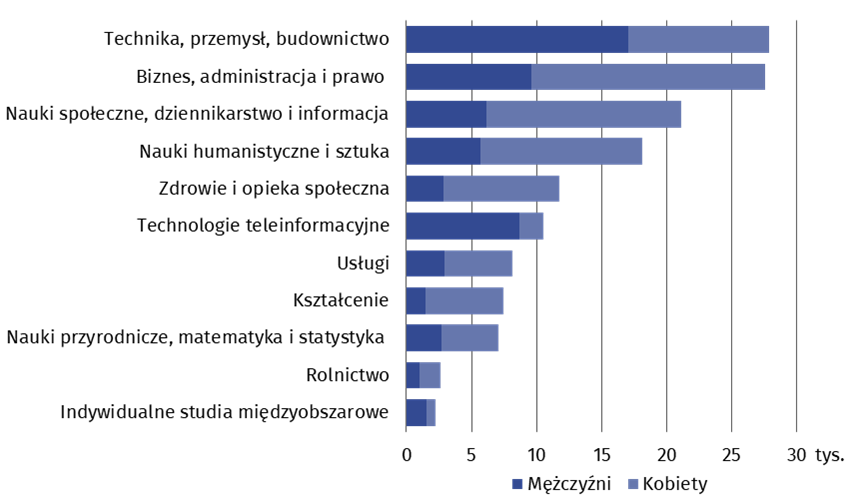 Technika, przemysł, budownictwo
Biznes, administracja i prawo
Nauki społeczne, dziennikarstwo i informacja
Nauki humanistyczne i sztuka
Zdrowie i opieka społeczna
Technologie teleinformacyjne
Usługi
Kształcenie
Nauki przyrodnicze, matematyka i statystyka
Rolnictwo
Indywidualne studia międzyobszarowe
0 5 10 15 20 25 30 tys.
Mężczyźni Kobiety